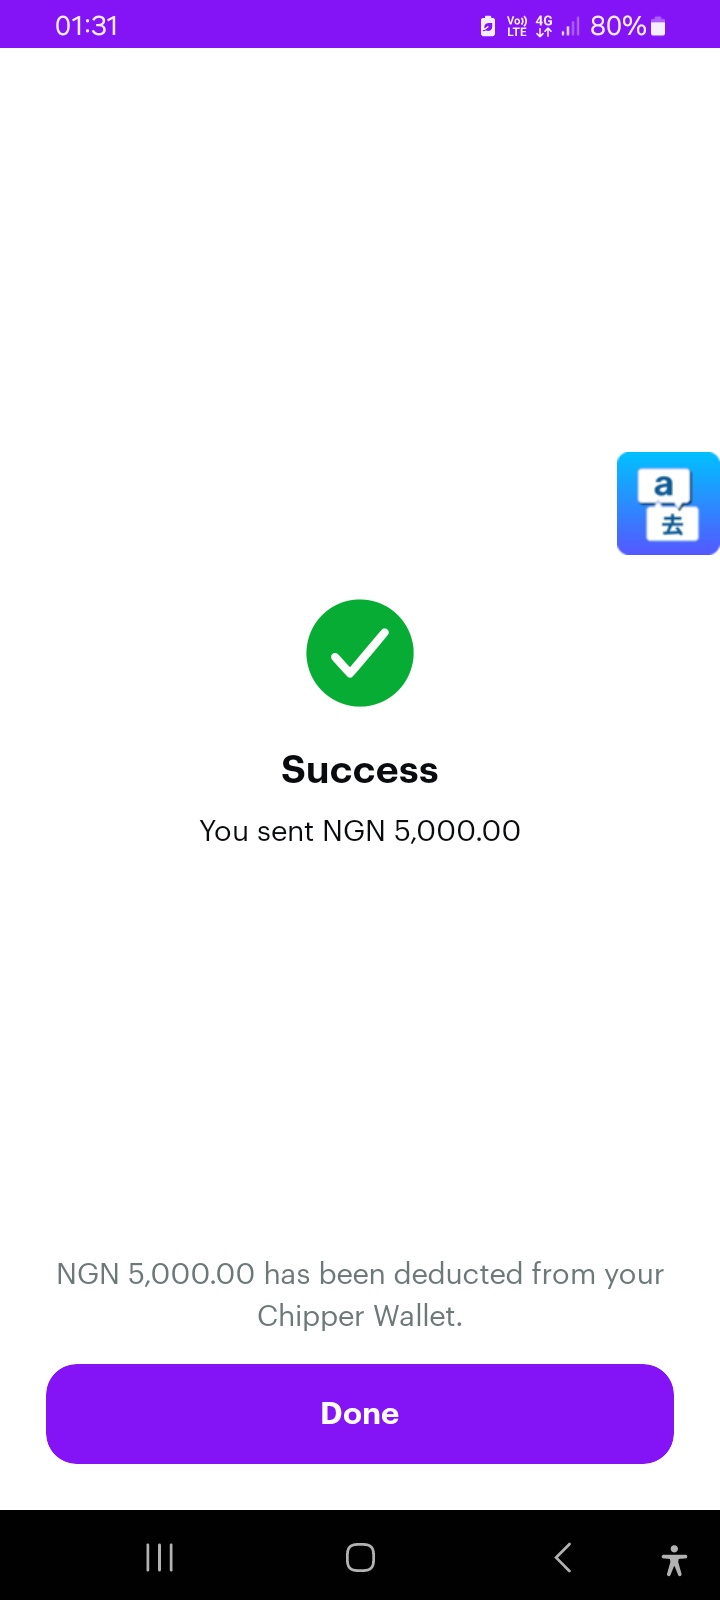 01:31
Vo)) 4G 80%
LTE
a
去
Success
You sent NGN 5,000.00
NGN 5,000.00 has been deducted from your
Chipper Wallet.
Done